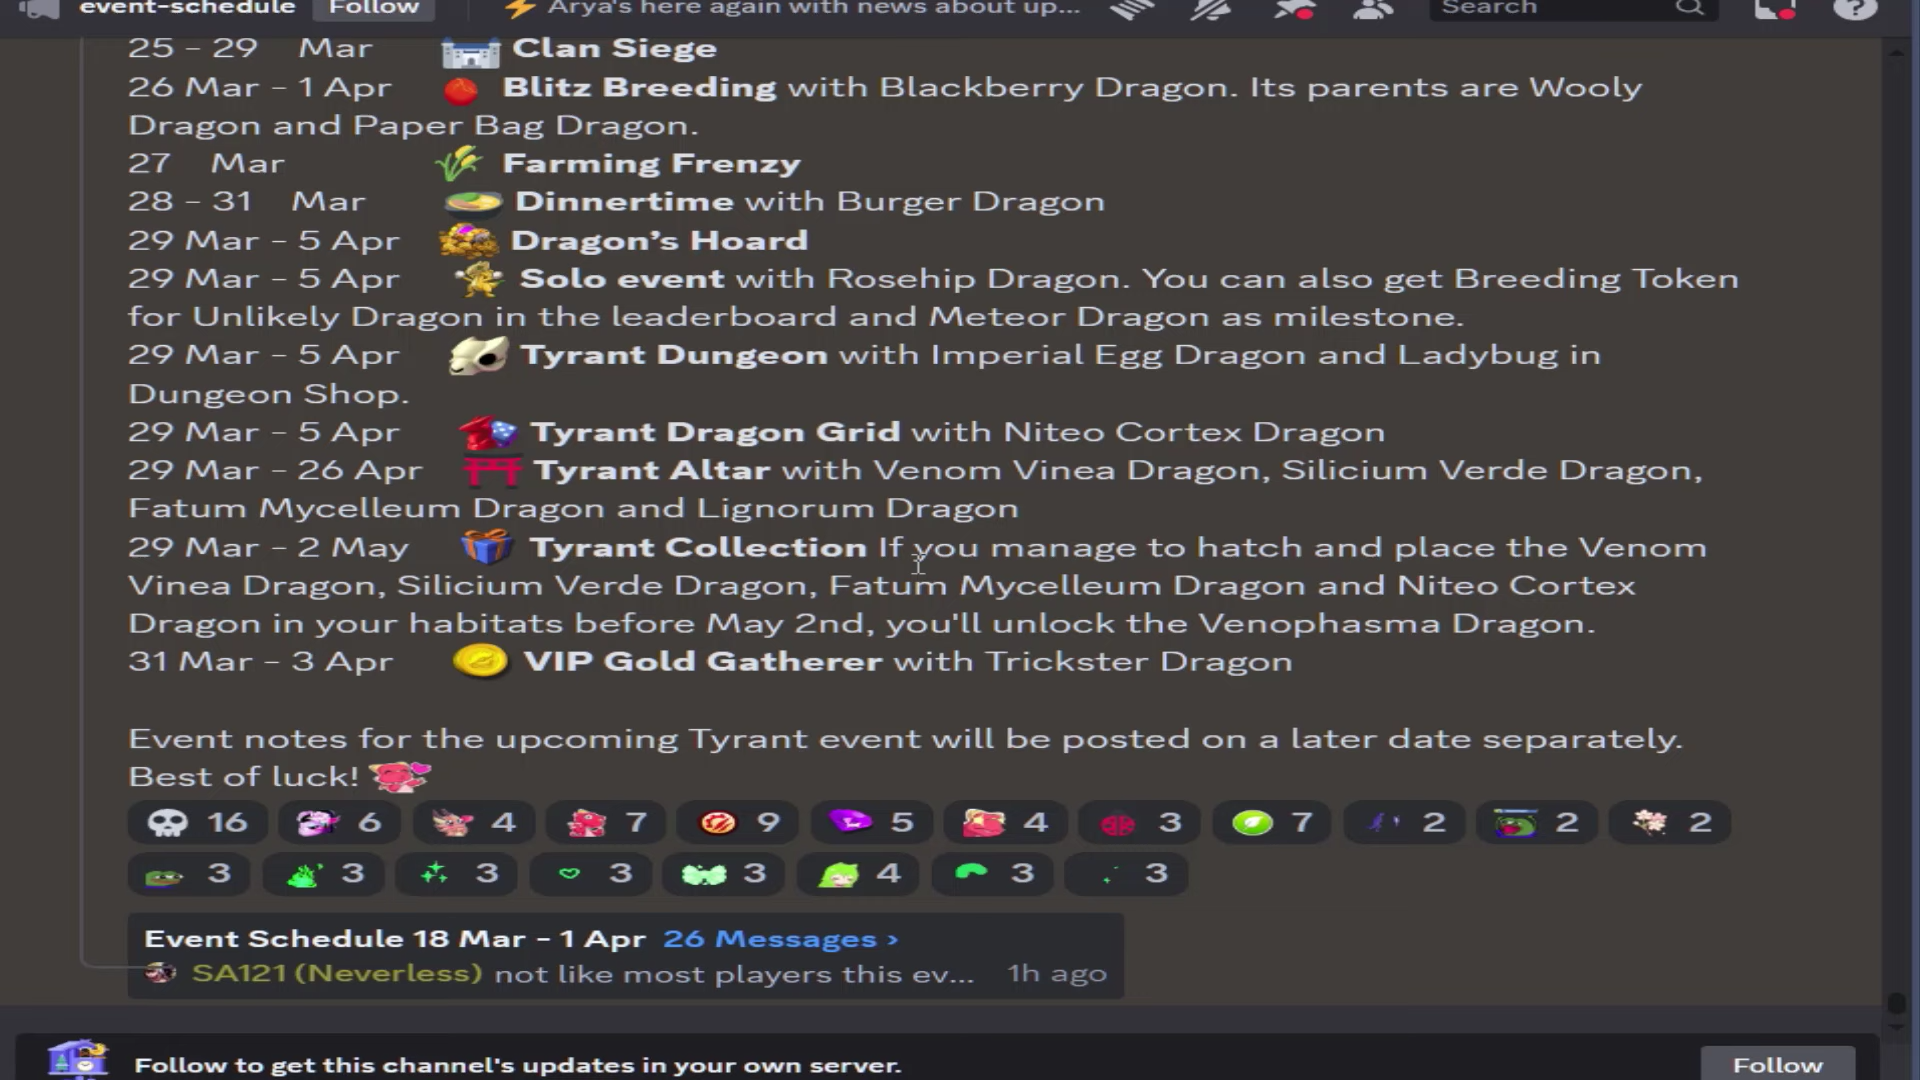 event-schedule Follow Arya's here again with news about up... Search
25 - 29 Mar Clan Siege
26 Mar - 1 Apr Blitz Breeding with Blackberry Dragon. Its parents are Wooly
Dragon and Paper Bag Dragon.
27 Mar Farming Frenzy
28 - 31 Mar Dinnertime with Burger Dragon
29 Mar - 5 Apr Dragon's Hoard
29 Mar - 5 Apr Solo event with Rosehip Dragon. You can also get Breeding Token
for Unlikely Dragon in the leaderboard and Meteor Dragon as milestone.
29 Mar - 5 Apr Tyrant Dungeon with Imperial Egg Dragon and Ladybug in
Dungeon Shop.
29 Mar - 5 Apr Tyrant Dragon Grid with Niteo Cortex Dragon
29 Mar - 26 Apr Tyrant Altar with Venom Vinea Dragon, Silicium Verde Dragon,
Fatum Mycelleum Dragon and Lignorum Dragon
29 Mar - 2 May Tyrant Collection If you manage to hatch and place the Venom
Vinea Dragon, Silicium Verde Dragon, Fatum Mycelleum Dragon and Niteo Cortex
Dragon in your habitats before May 2nd, you'll unlock the Venophasma Dragon.
31 Mar - 3 Apr VIP Gold Gatherer with Trickster Dragon
Event notes for the upcoming Tyrant event will be posted on a later date separately.
Best of luck!
16 6 4 7 9 5 4 3 7 2 2 2
3 3 3 3 3 4 3 3
Event Schedule 18 Mar - 1 Apr 26 Messages ›
SA121 (Neverless) not like most players this ev... 1h ago
Follow to get this channel's updates in your own server. Follow